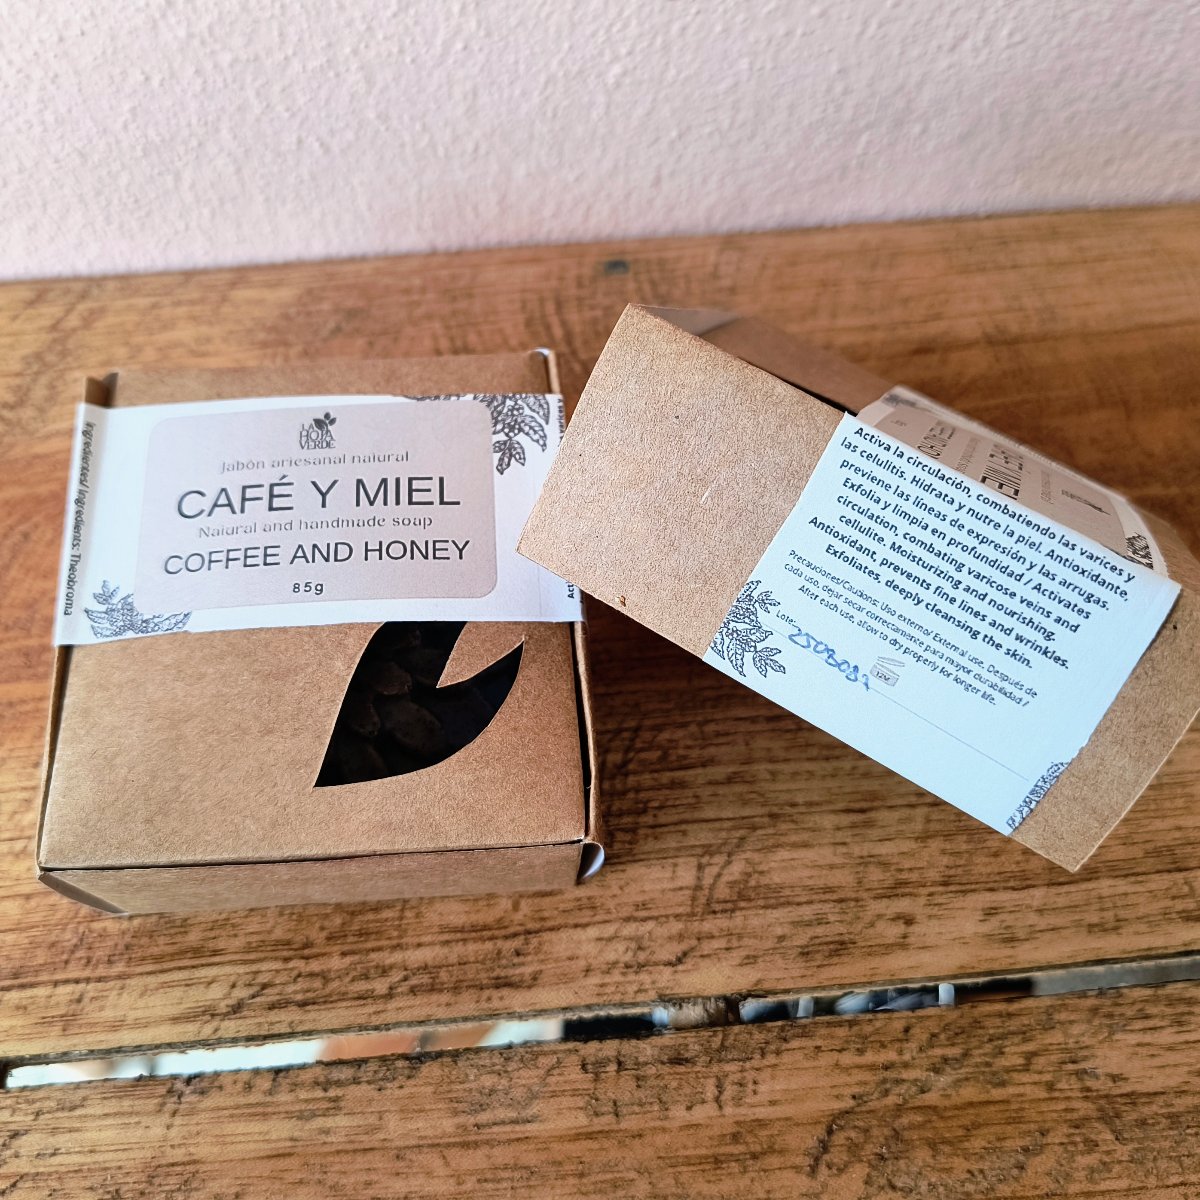 LA
HOYA
VERDE
Jabón artesanal natural
CAFÉ Y MIEL
Natural and handmade soap
COFFEE AND HONEY
85g
Ingredientes/ Ingredients: Theobroma
varices y
Activa la circulación, combatiendo las varices y
las celulitis. Hidrata y nutre la piel. Antioxidante,
previene las líneas de expresión y las arrugas.
Exfolia y limpia en profundidad / Activates
circulation, combating varicose veins and
cellulite. Moisturizing and nourishing.
Antioxidant, prevents fine lines and wrinkles.
Exfoliates, deeply cleansing the skin.
Precauciones/Cautions: Uso externo/ External use. Después de
cada uso, dejar secar correctamente para mayor durabilidad /
After each use, allow to dry properly for longer life.
Lote:
12M